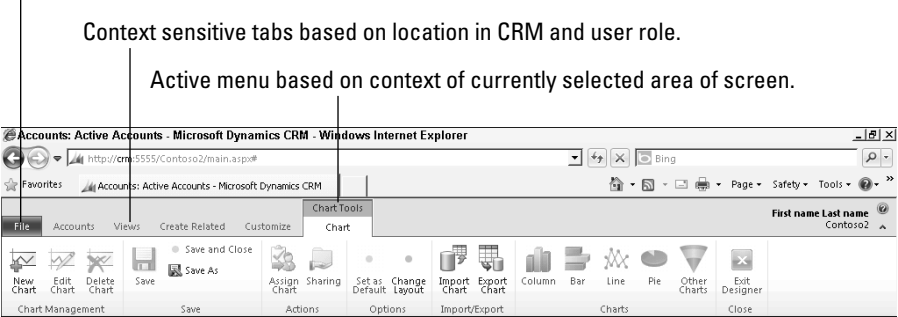 Context sensitive tabs based on location in CRM and user role.
Active menu based on context of currently selected area of screen.
Accounts: Active Accounts - Microsoft Dynamics CRM - Windows Internet Explorer
http://crm:5555/Contoso2/main.aspx# Bing
Favorites Accounts: Active Accounts - Microsoft Dynamics CRM Page Safety Tools
Chart Tools
File Accounts Views Create Related Customize Chart
First name Last name
Contoso2
New Chart Edit Chart Delete Chart
Save Save and Close Save As
Assign Chart Sharing
Set as Default Change Layout
Import Chart Export Chart
Column Bar Line Pie Other Charts
Exit Designer
Chart Management Save Actions Options Import/Export Charts Close